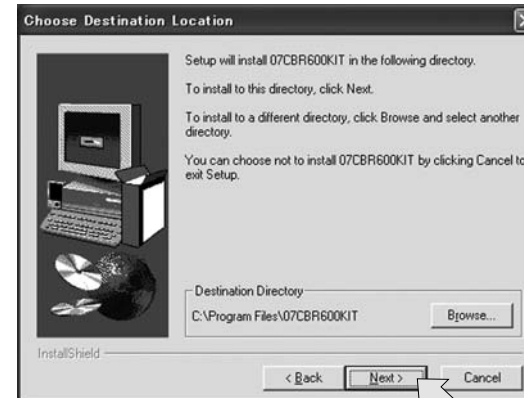 Choose Destination Location
Setup will install 07CBR600KIT in the following directory.
To install to this directory, click Next.
To install to a different directory, click Browse and select another
directory.
You can choose not to install 07CBR600KIT by clicking Cancel to
exit Setup.
Destination Directory
C:\Program Files\07CBR600KIT
Browse...
InstallShield
< Back
Next >
Cancel